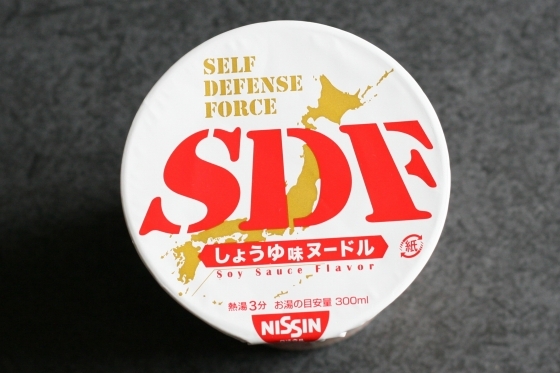 SELF
DEFENSE
FORCE
SDF
しょうゆ味ヌードル
Soy Sauce Flavor
紙
熱湯3分 お湯の目安量 300ml
NISSIN